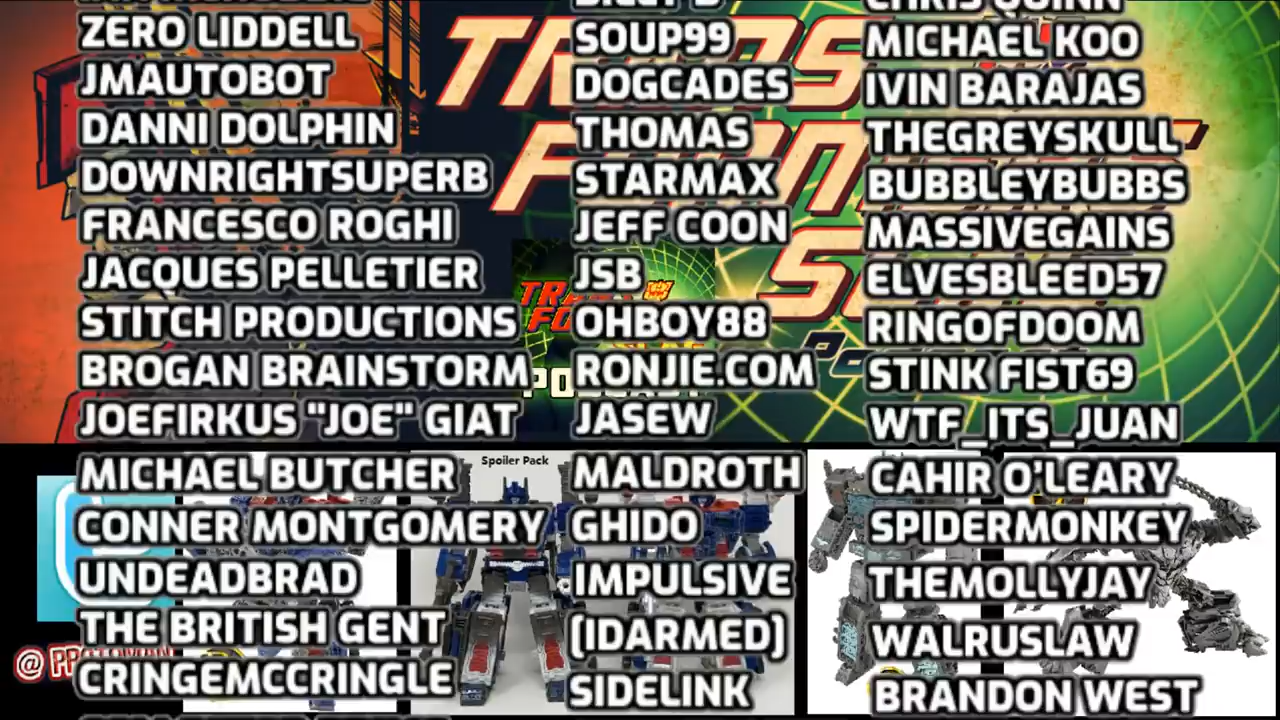 ZERO LIDDELL
JMAUTOBOT
DANNI DOLPHIN
DOWNRIGHTSUPERB
FRANCESCO ROGHI
JACQUES PELLETIER
STITCH PRODUCTIONS
BROGAN BRAINSTORM
JOEFIRKUS "JOE" GIAT
MICHAEL BUTCHER
CONNER MONTGOMERY
UNDEADBRAD
THE BRITISH GENT
CRINGEMCCRINGLE
SOUP99
DOGCADES
THOMAS
STARMAX
JEFF COON
JSB
OHBOY88
RONJIE.COM
JASEW
MALDROTH
GHIDO
IMPULSIVE
(IDARMED)
SIDELINK
CHRIS QUINN
MICHAEL KOO
IVIN BARAJAS
THEGREYSKULL
BUBBLEYBUBBS
MASSIVEGAINS
ELVESBLEED57
RINGOFDOOM
STINK FIST69
WTF_ITS_JUAN
CAHIR O'LEARY
SPIDERMONKEY
THEMOLLYJAY
WALRUSLAW
BRANDON WEST
Spoiler Pack